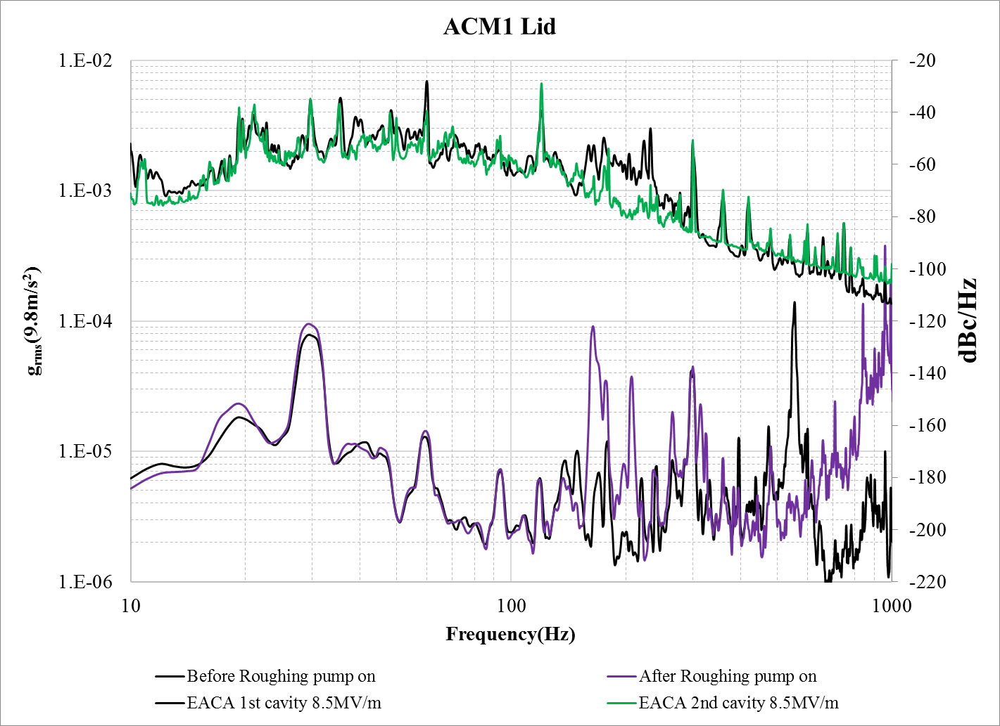 ACM1 Lid
1.E-02
1.E-03
1.E-04
1.E-05
1.E-06
grms(9.8m/s²)
-20
-40
-60
-80
-100
-120
-140
-160
-180
-200
-220
dBc/Hz
10 100 1000
Frequency(Hz)
Before Roughing pump on After Roughing pump on
EACA 1st cavity 8.5MV/m EACA 2nd cavity 8.5MV/m